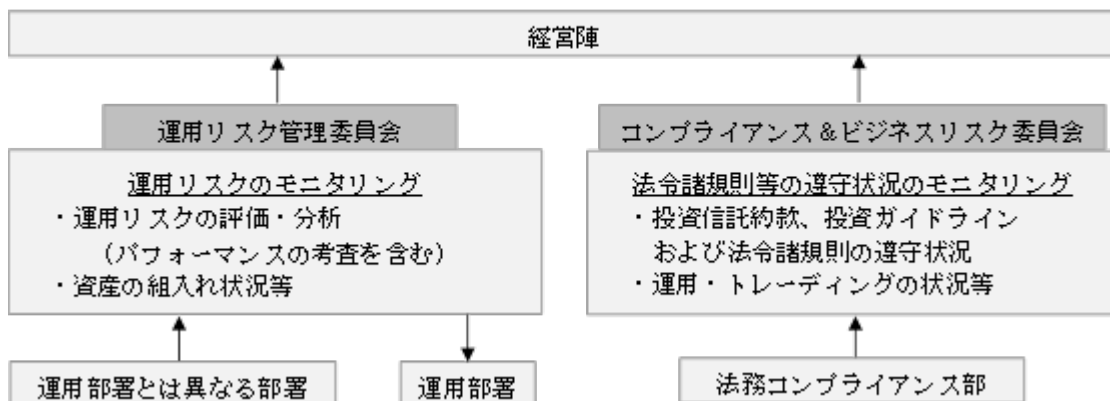 経営陣
運用リスク管理委員会
運用リスクのモニタリング
・運用リスクの評価・分析
（パフォーマンスの考査を含む）
・資産の組入れ状況等
運用部署とは異なる部署
運用部署
コンプライアンス＆ビジネスリスク委員会
法令諸規則等の遵守状況のモニタリング
・投資信託約款、投資ガイドライン
および法令諸規則の遵守状況
・運用・トレーディングの状況等
法務コンプライアンス部